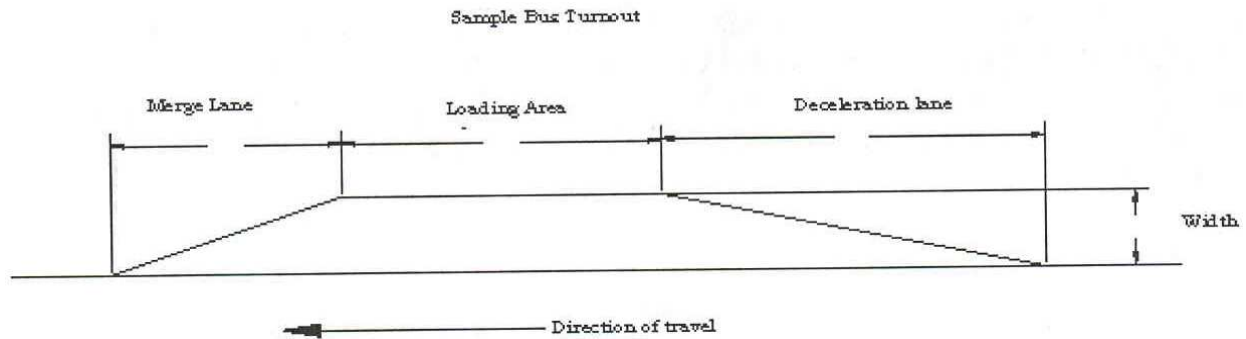 Sample Bus Turnout
Merge Lane
Loading Area
Deceleration lane
Width
Direction of travel